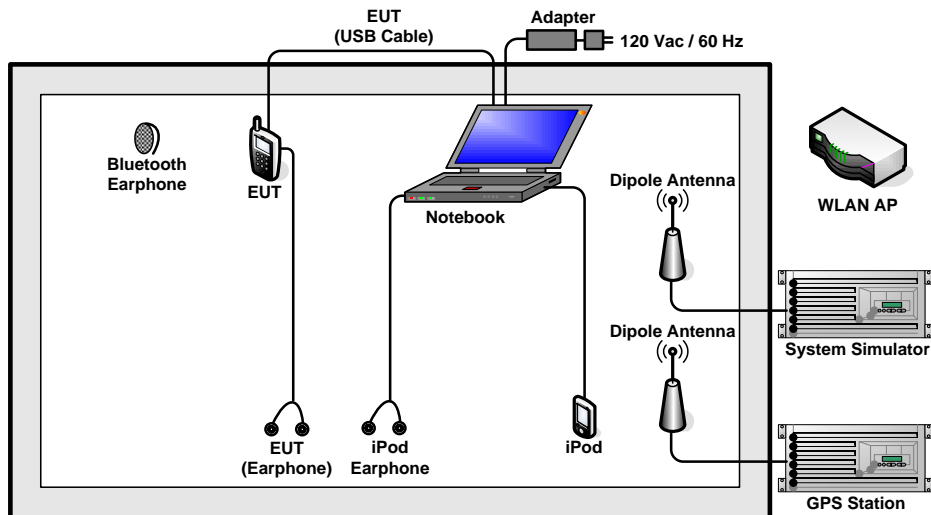 EUT
(USB Cable)
Adapter
120 Vac / 60 Hz
Bluetooth
Earphone
EUT
Notebook
Dipole Antenna
WLAN AP
System Simulator
Dipole Antenna
EUT
(Earphone)
iPod
Earphone
iPod
GPS Station